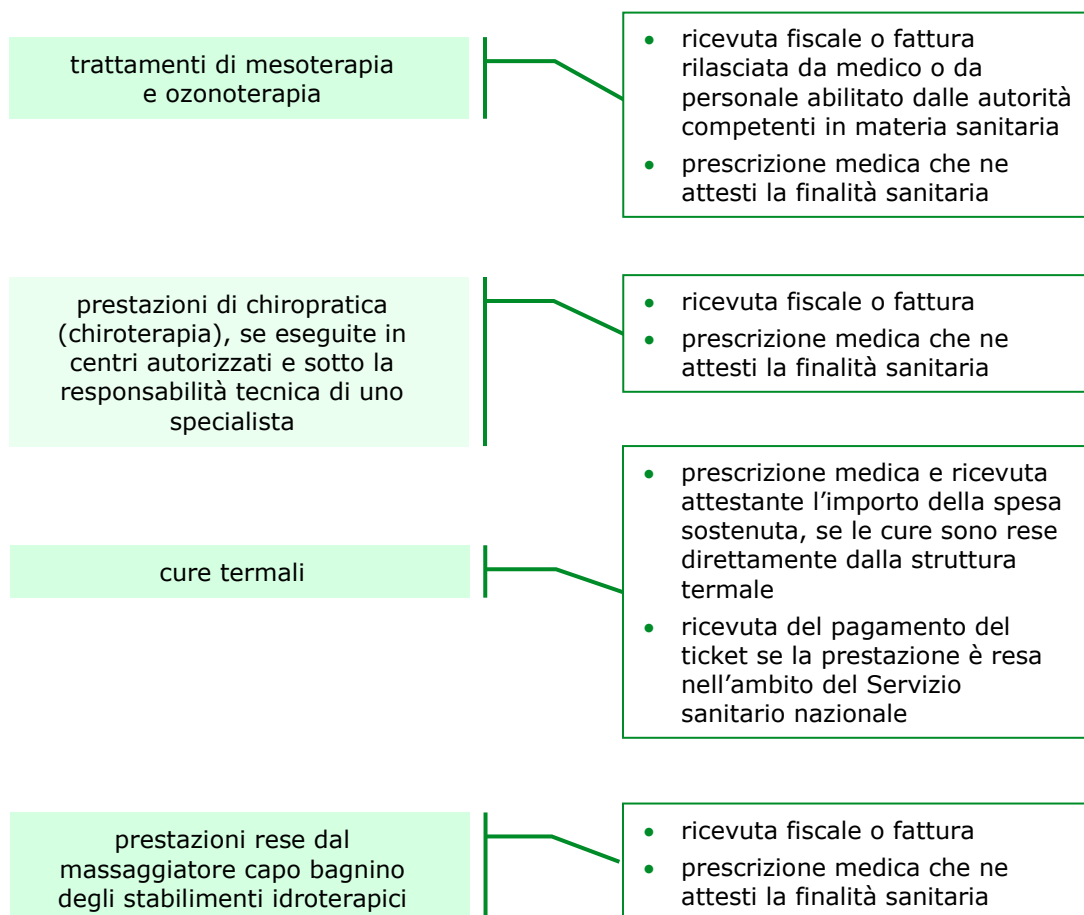 trattamenti di mesoterapia
e ozonoterapia
• ricevuta fiscale o fattura
rilasciata da medico o da
personale abilitato dalle autorità
competenti in materia sanitaria
• prescrizione medica che ne
attesti la finalità sanitaria
prestazioni di chiropratica
(chiroterapia), se eseguite in
centri autorizzati e sotto la
responsabilità tecnica di uno
specialista
• ricevuta fiscale o fattura
• prescrizione medica che ne
attesti la finalità sanitaria
cure termali
• prescrizione medica e ricevuta
attestante l’importo della spesa
sostenuta, se le cure sono rese
direttamente dalla struttura
termale
• ricevuta del pagamento del
ticket se la prestazione è resa
nell’ambito del Servizio
sanitario nazionale
prestazioni rese dal
massaggiatore capo bagnino
degli stabilimenti idroterapici
• ricevuta fiscale o fattura
• prescrizione medica che ne
attesti la finalità sanitaria